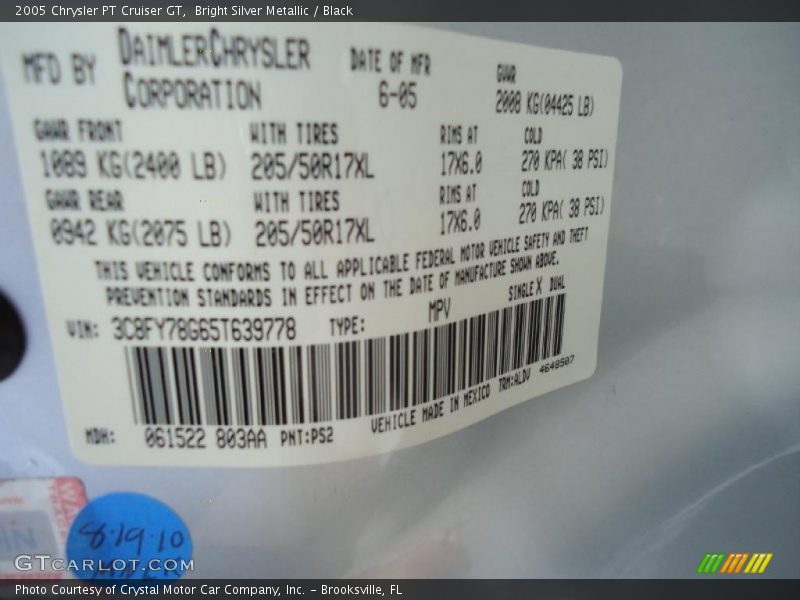 2005 Chrysler PT Cruiser GT, Bright Silver Metallic / Black
MFD BY DAIMLERCHRYSLER CORPORATION
DATE OF MFR 6-05
GVWR 2008 KG(04425 LB)
GAWR FRONT WITH TIRES RIMS AT COLD
1089 KG(2400 LB) 205/50R17XL 17X6.0 270 KPA( 38 PSI)
GAWR REAR WITH TIRES RIMS AT COLD
0942 KG(2075 LB) 205/50R17XL 17X6.0 270 KPA( 38 PSI)
THIS VEHICLE CONFORMS TO ALL APPLICABLE FEDERAL MOTOR VEHICLE SAFETY AND THEFT
PREVENTION STANDARDS IN EFFECT ON THE DATE OF MANUFACTURE SHOWN ABOVE.
VIN: 3C8FY78G65T639778 TYPE: MPV SINGLE X DUAL
MDH: 061522 803AA PNT:PS2 VEHICLE MADE IN MEXICO TRM:ALDV 4648507
8·19·10
GTCarLot.com
Photo Courtesy of Crystal Motor Car Company, Inc. – Brooksville, FL